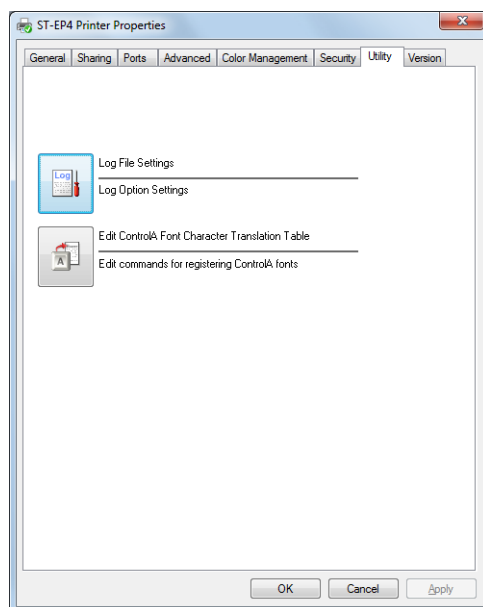 ST-EP4 Printer Properties
General Sharing Ports Advanced Color Management Security Utility Version
Log File Settings
Log
Log Option Settings
Edit ControlA Font Character Translation Table
A
Edit commands for registering ControlA fonts
OK Cancel Apply